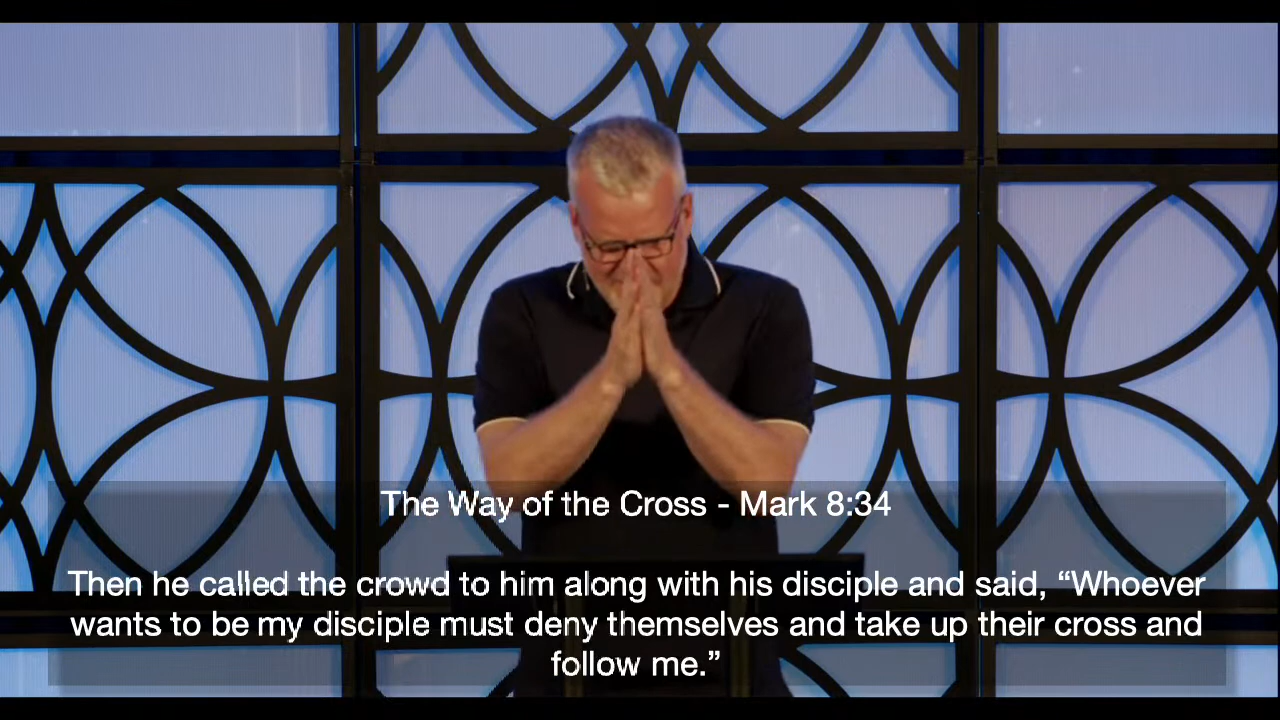 The Way of the Cross - Mark 8:34
Then he called the crowd to him along with his disciple and said, “Whoever
wants to be my disciple must deny themselves and take up their cross and
follow me.”